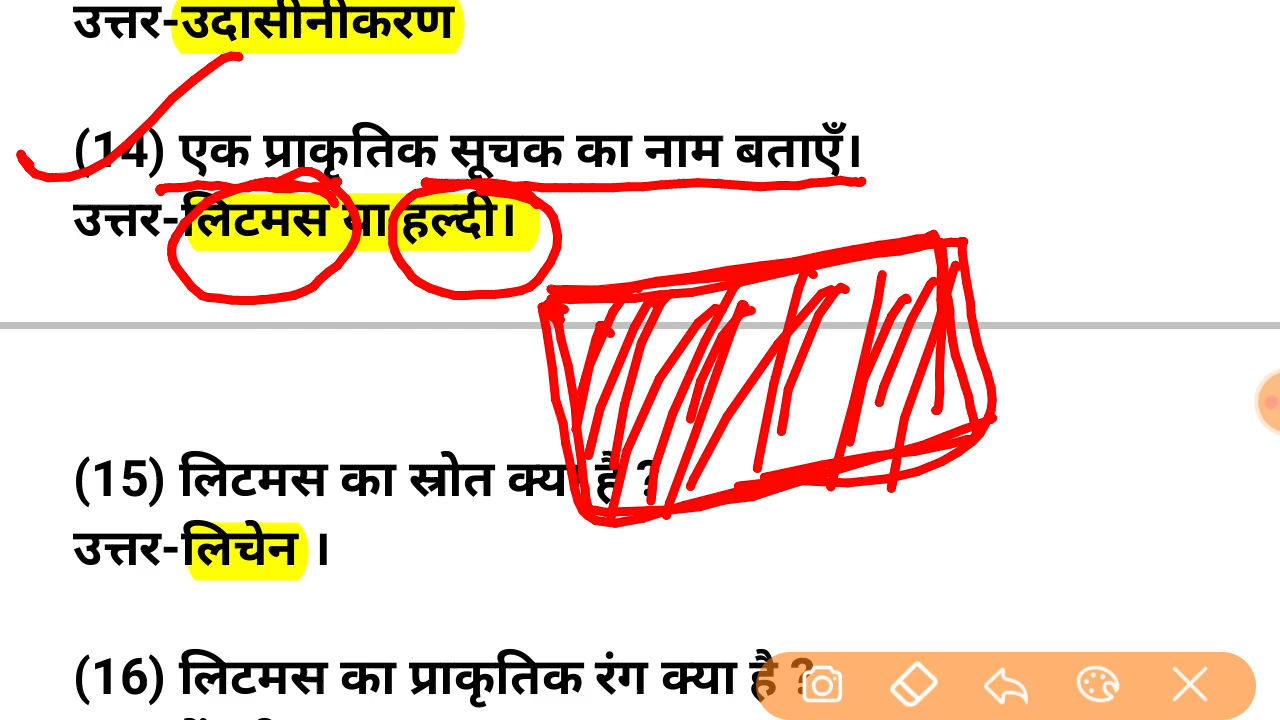 उत्तर-उदासीनीकरण
(14) एक प्राकृतिक सूचक का नाम बताएँ।
उत्तर-लिटमस या हल्दी।
(15) लिटमस का स्रोत क्या है ?
उत्तर-लिचेन ।
(16) लिटमस का प्राकृतिक रंग क्या है ?